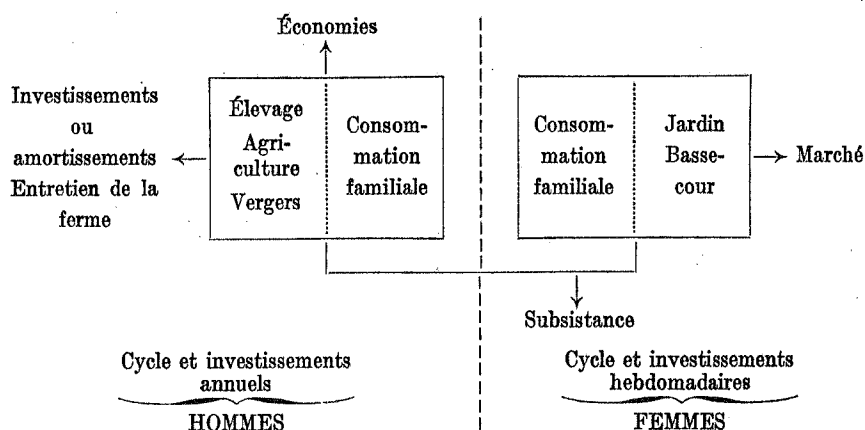 Économies
Investissements
ou
amortissements
Entretien de la
ferme
Élevage
Agri-
culture
Vergers
Consom-
mation
familiale
Consom-
mation
familiale
Jardin
Basse-
cour
Marché
Subsistance
Cycle et investissements
annuels
HOMMES
Cycle et investissements
hebdomadaires
FEMMES